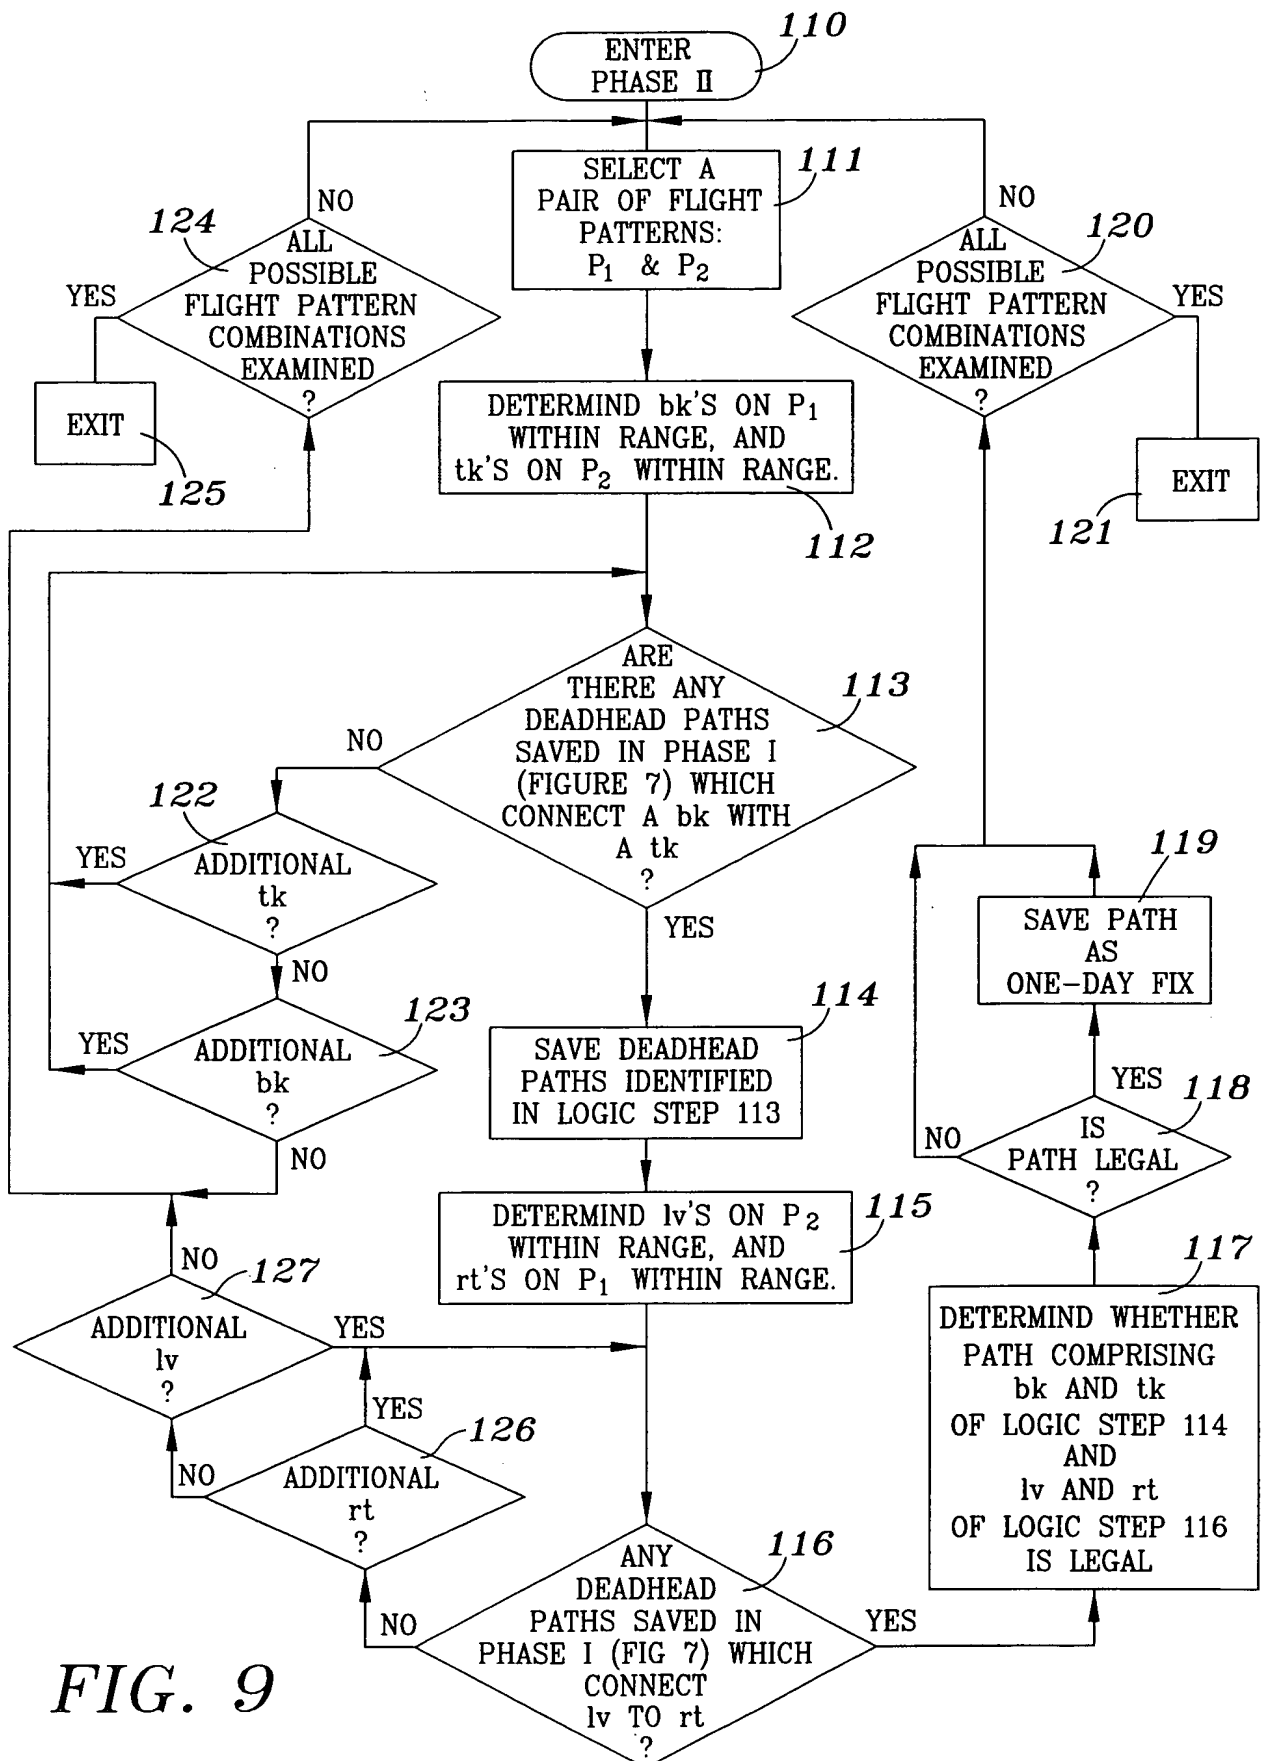 110
ENTER
PHASE II
111
SELECT A
PAIR OF FLIGHT
PATTERNS:
P1 & P2
NO
124
ALL
POSSIBLE
FLIGHT PATTERN
COMBINATIONS
EXAMINED
?
YES
EXIT
125
NO
120
ALL
POSSIBLE
FLIGHT PATTERN
COMBINATIONS
EXAMINED
?
YES
EXIT
121
DETERMIND bk'S ON P1
WITHIN RANGE, AND
tk'S ON P2 WITHIN RANGE.
112
ARE
THERE ANY
DEADHEAD PATHS
SAVED IN PHASE I
(FIGURE 7) WHICH
CONNECT A bk WITH
A tk
?
113
NO
YES
122
ADDITIONAL
tk
?
YES
NO
123
ADDITIONAL
bk
?
YES
NO
114
SAVE DEADHEAD
PATHS IDENTIFIED
IN LOGIC STEP 113
DETERMIND lv'S ON P2
WITHIN RANGE, AND
rt'S ON P1 WITHIN RANGE.
115
119
SAVE PATH
AS
ONE-DAY FIX
YES
118
IS
PATH LEGAL
?
NO
117
DETERMIND WHETHER
PATH COMPRISING
bk AND tk
OF LOGIC STEP 114
AND
lv AND rt
OF LOGIC STEP 116
IS LEGAL
NO
127
ADDITIONAL
lv
?
YES
YES
126
ADDITIONAL
rt
?
NO
116
ANY
DEADHEAD
PATHS SAVED IN
PHASE I (FIG 7) WHICH
CONNECT
lv TO rt
?
NO
YES
FIG. 9